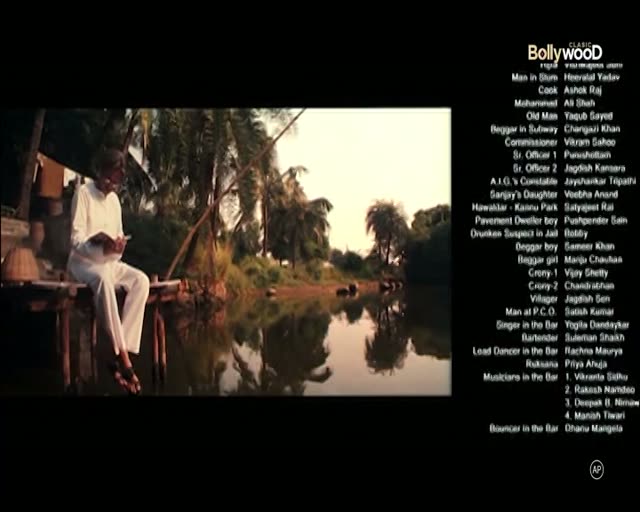 CLASIC
BollywooD
Man in Store Heeralal Yadav
Cook Ashok Raj
Mohammed Ali Shah
Old Man Yaqub Sayed
Beggar in Subway Changazi Khan
Commissioner Vikram Sahoo
Sr. Officer 1 Purushottam
Sr. Officer 2 Jagdish Kansara
A.I.G.'s Constable Jayshankar Tripathi
Sanjay's Daughter Veebha Anand
Hawaldar - Kannu Park Satyajeet Rai
Pavement Dweller boy Pushpender Sain
Drunken Suspect in Jail Bobby
Beggar boy Sameer Khan
Beggar girl Manju Chauhan
Crony-1 Vijay Shetty
Crony-2 Chandrabhan
Villager Jagdish Sen
Man at P.C.O. Satish Kumar
Singer in the Bar Yogita Dandaykar
Bartender Suleman Shaikh
Lead Dancer in the Bar Rachna Maurya
Ruksana Priya Ahuja
Musicians in the Bar 1. Vikranta Sidhu
2. Rakesh Namdeo
3. Deepak B.
4. Manish Tiwari
Bouncer in the Bar Dhanu Mangela
AP